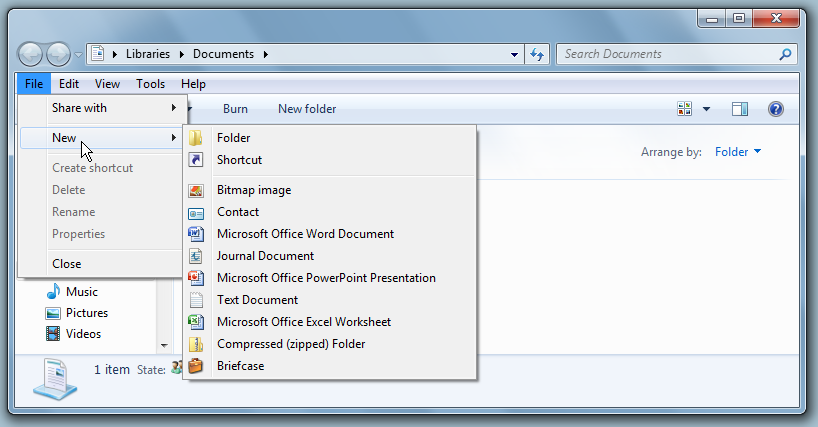 Libraries Documents
Search Documents
File Edit View Tools Help
Share with
Burn New folder
New
Create shortcut
Delete
Rename
Properties
Close
Folder
Shortcut
Bitmap image
Contact
Microsoft Office Word Document
Journal Document
Microsoft Office PowerPoint Presentation
Text Document
Microsoft Office Excel Worksheet
Compressed (zipped) Folder
Briefcase
Arrange by: Folder
Music
Pictures
Videos
1 item State: